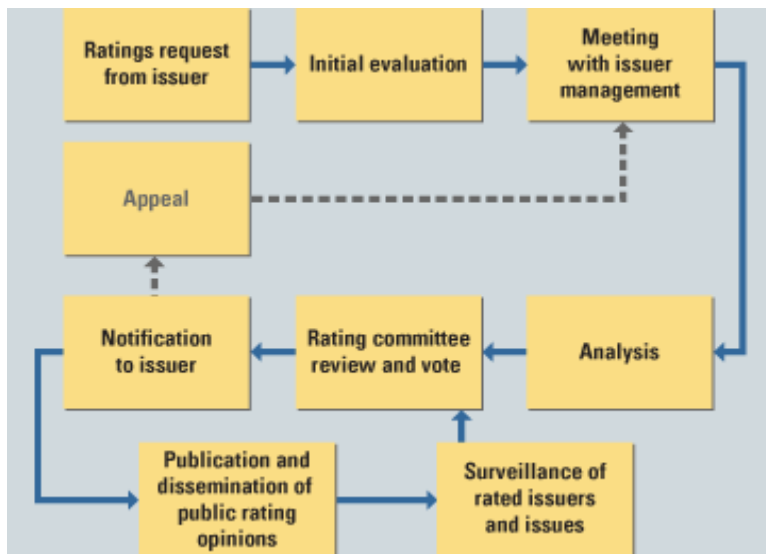 Ratings request
from issuer
Initial evaluation
Meeting
with issuer
management
Appeal
Notification
to issuer
Rating committee
review and vote
Analysis
Publication and
dissemination of
public rating
opinions
Surveillance of
rated issuers
and issues